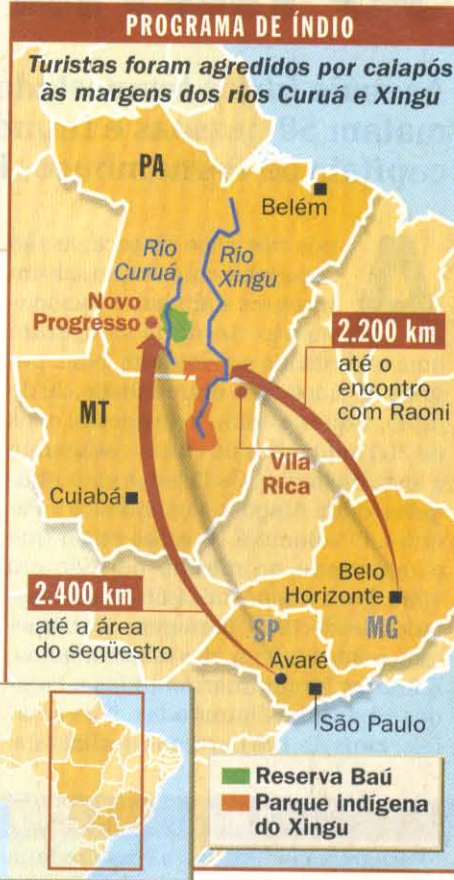 PROGRAMA DE ÍNDIO
Turistas foram agredidos por caiapós
às margens dos rios Curuá e Xingu
PA
Belém
Rio
Curuá
Rio
Xingu
Novo
Progresso
2.200 km
até o
encontro
com Raoni
MT
Vila
Rica
Cuiabá
Belo
Horizonte
2.400 km
até a área
do seqüestro
SP
MG
Avaré
São Paulo
Reserva Baú
Parque Indígena
do Xingu